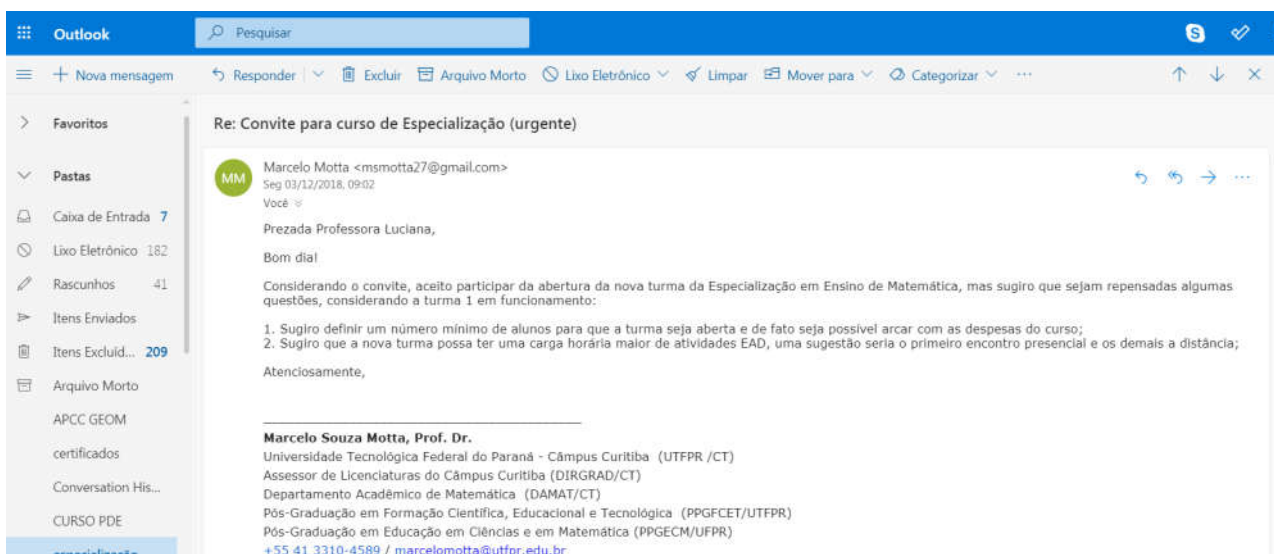 Outlook
Pesquisar
Nova mensagem
Responder Excluir Arquivo Morto Lixo Eletrônico Limpar Mover para Categorizar ...
Favoritos
Pastas
Caixa de Entrada 7
Lixo Eletrônico 182
Rascunhos 41
Itens Enviados
Itens Excluíd... 209
Arquivo Morto
APCC GEOM
certificados
Conversation His...
CURSO PDE
especialização
Re: Convite para curso de Especialização (urgente)
MM
Marcelo Motta <msmotta27@gmail.com>
Seg 03/12/2018, 09:02
Você
Prezada Professora Luciana,
Bom dia!
Considerando o convite, aceito participar da abertura da nova turma da Especialização em Ensino de Matemática, mas sugiro que sejam repensadas algumas
questões, considerando a turma 1 em funcionamento:
1. Sugiro definir um número mínimo de alunos para que a turma seja aberta e de fato seja possível arcar com as despesas do curso;
2. Sugiro que a nova turma possa ter uma carga horária maior de atividades EAD, uma sugestão seria o primeiro encontro presencial e os demais a distância;
Atenciosamente,
Marcelo Souza Motta, Prof. Dr.
Universidade Tecnológica Federal do Paraná - Câmpus Curitiba (UTFPR /CT)
Assessor de Licenciaturas do Câmpus Curitiba (DIRGRAD/CT)
Departamento Acadêmico de Matemática (DAMAT/CT)
Pós-Graduação em Formação Científica, Educacional e Tecnológica (PPGFCET/UTFPR)
Pós-Graduação em Educação em Ciências e em Matemática (PPGECM/UFPR)
+55 41 3310-4589 / marcelomotta@utfpr.edu.br